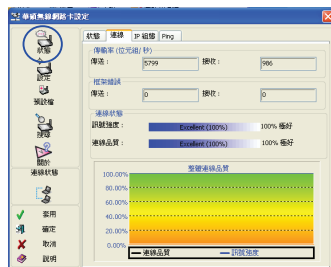 華碩無線網路卡設定
狀態
設定
預設檔
搜尋
關於
連線狀態
套用
確定
取消
說明
狀態 連線 IP 組態 Ping
傳輸率 (位元組/ 秒)
傳送： 5799 接收： 986
框架錯誤
傳送： 0 接收： 0
連線狀態
訊號強度： Excellent (100%) 100% 極好
連線品質： Excellent (100%) 100% 極好
整體連線品質
100.00%
80.00%
60.00%
40.00%
20.00%
0.00%
連線品質 訊號強度